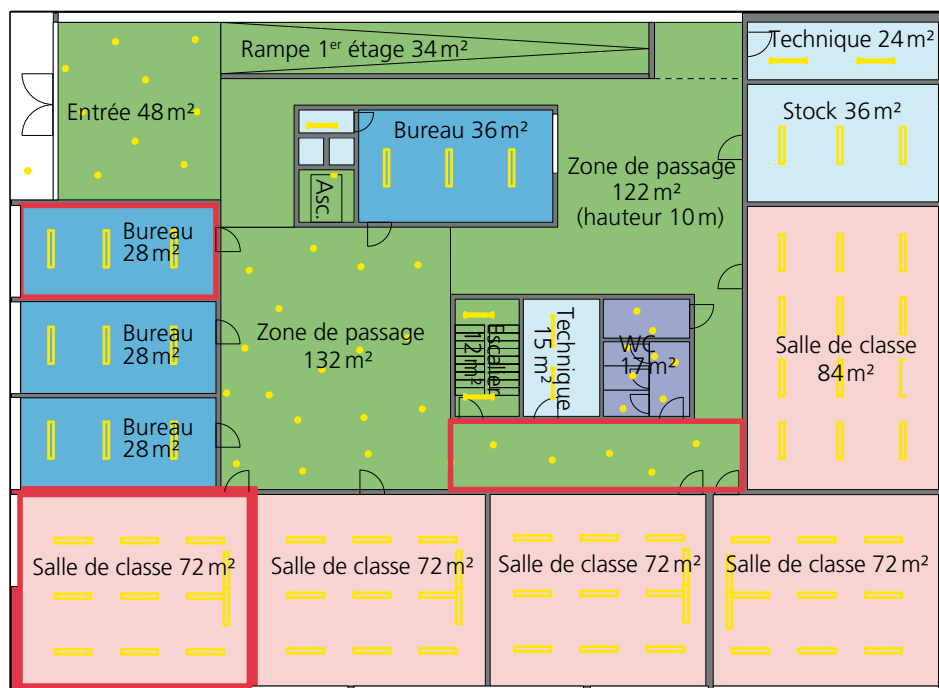 Rampe 1er étage 34 m²
Technique 24 m²
Entrée 48 m²
Bureau 36 m²
Stock 36 m²
Zone de passage
122 m²
(hauteur 10 m)
Asc.
Bureau
28 m²
Bureau
28 m²
Bureau
28 m²
Zone de passage
132 m²
Escalier
12 m²
Technique
15 m²
WC
17 m²
Salle de classe
84 m²
Salle de classe 72 m²
Salle de classe 72 m²
Salle de classe 72 m²
Salle de classe 72 m²